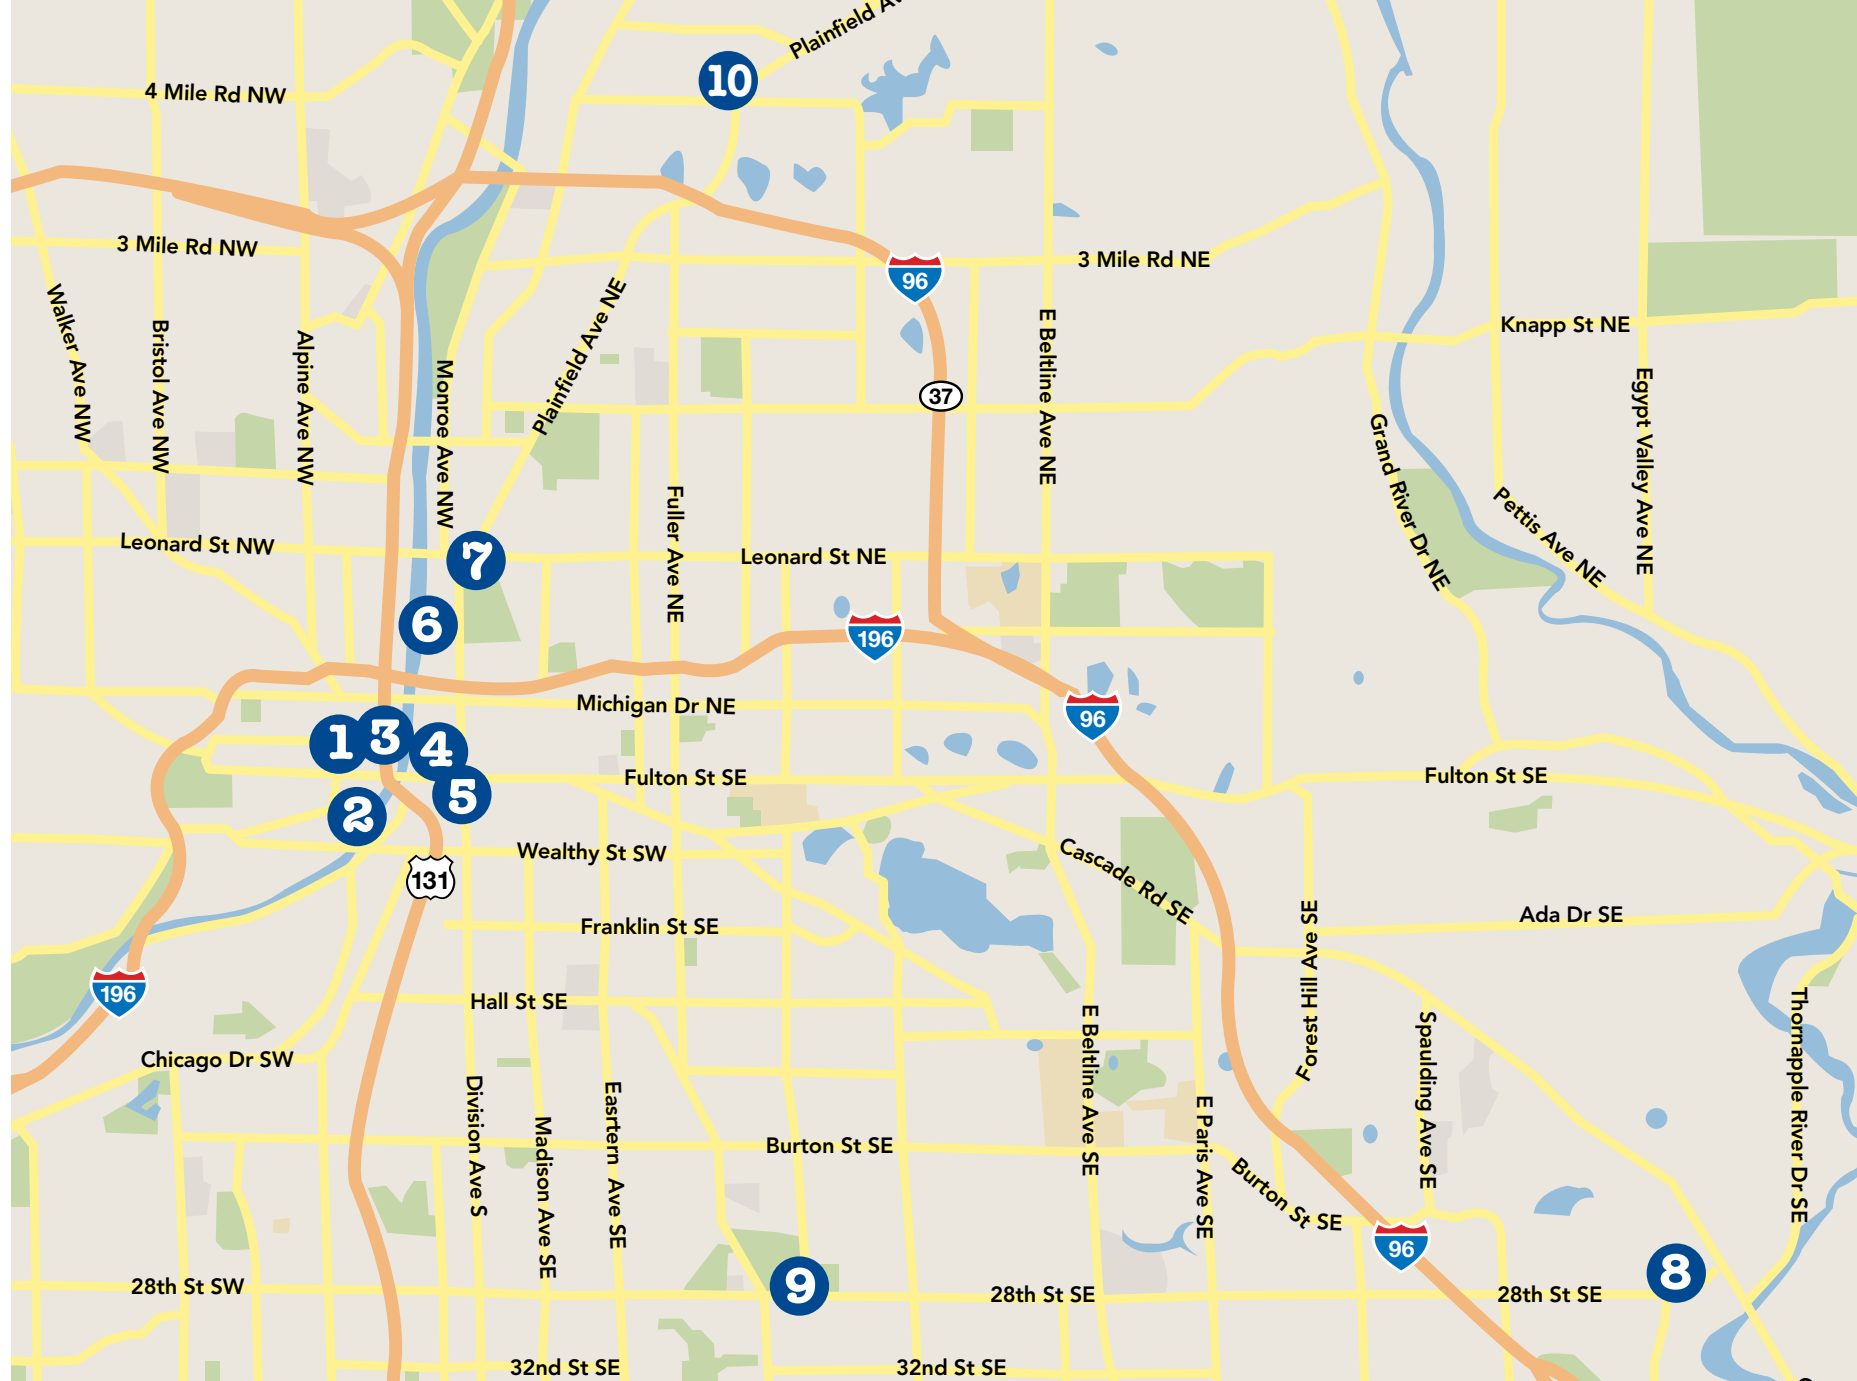 Plainfield Av
10
4 Mile Rd NW
3 Mile Rd NW
3 Mile Rd NE
96
Walker Ave NW
Bristol Ave NW
Alpine Ave NW
Monroe Ave NW
Plainfield Ave NE
E Beltline Ave NE
Knapp St NE
37
Egypt Valley Ave NE
Grand River Dr NE
Pettis Ave NE
Fuller Ave NE
Leonard St NW
7
Leonard St NE
6
196
Michigan Dr NE
96
1
3
4
5
2
Fulton St SE
Fulton St SE
Wealthy St SW
131
Cascade Rd SE
Franklin St SE
Forest Hill Ave SE
Ada Dr SE
196
Hall St SE
Chicago Dr SW
E Beltline Ave SE
Spaulding Ave SE
Thornapple River Dr SE
Division Ave S
Madison Ave SE
Easrtern Ave SE
E Paris Ave SE
Burton St SE
Burton St SE
96
8
9
28th St SW
28th St SE
28th St SE
32nd St SE
32nd St SE